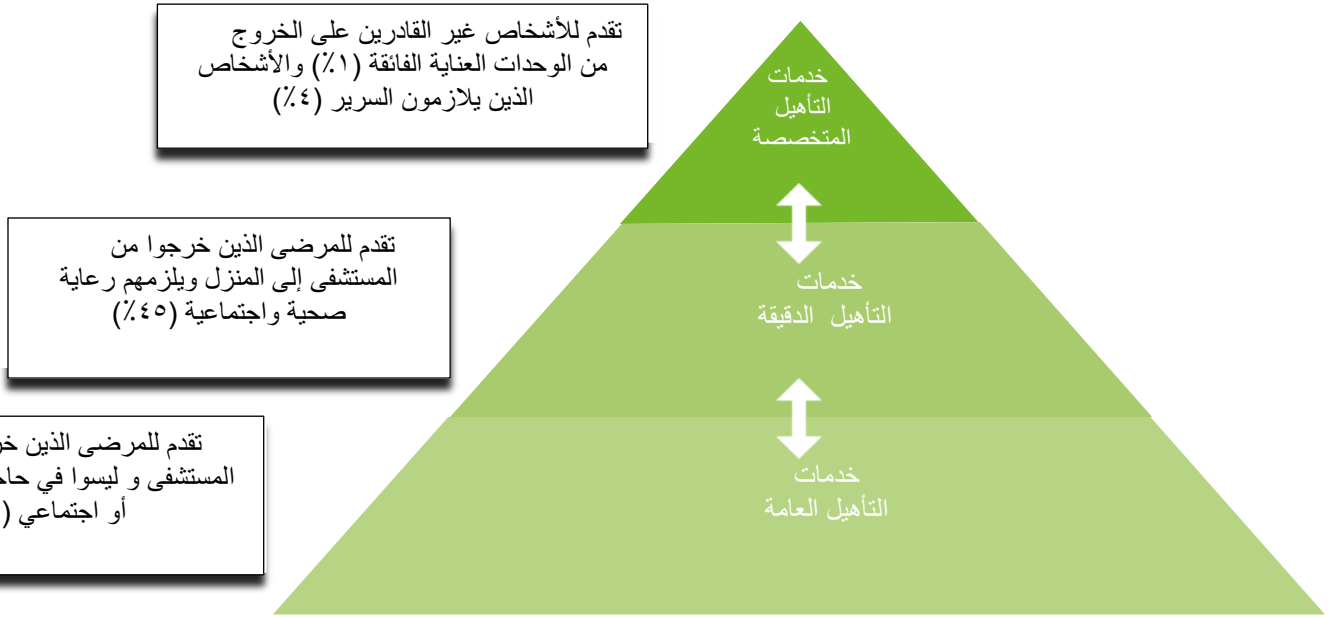 تقدم للأشخاص غير القادرين على الخروج
من الوحدات العناية الفائقة (١٪) والأشخاص
الذين يلازمون السرير (٤٪)
خدمات
التأهيل
المتخصصة
تقدم للمرضى الذين خرجوا من
المستشفى إلى المنزل ويلزمهم رعاية
صحية واجتماعية (٤٥٪)
خدمات
التأهيل الدقيقة
تقدم للمرضى الذين
المستشفى و ليسوا في
أو اجتماعي (
خدمات
التأهيل العامة